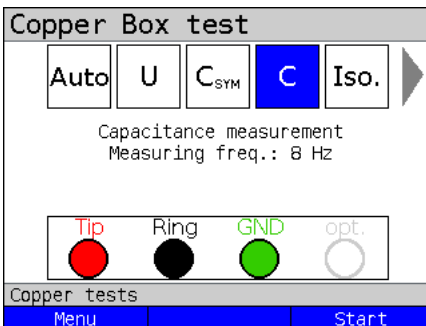 Copper Box test
Auto U CSYM C Iso.
Capacitance measurement
Measuring freq.: 8 Hz
Tip Ring GND opt.
Copper tests
Menu Start